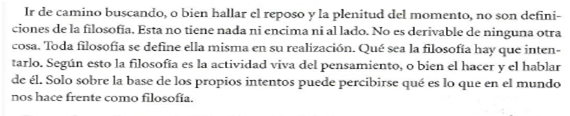 Ir de camino buscando, o bien hallar el reposo y la plenitud del momento, no son defini-
ciones de la filosofía. Esta no tiene nada ni encima ni al lado. No es derivable de ninguna otra
cosa. Toda filosofía se define ella misma en su realización. Qué sea la filosofía hay que inten-
tarlo. Según esto la filosofía es la actividad viva del pensamiento, o bien el hacer y el hablar
de él. Solo sobre la base de los propios intentos puede percibirse qué es lo que en el mundo
nos hace frente como filosofía.